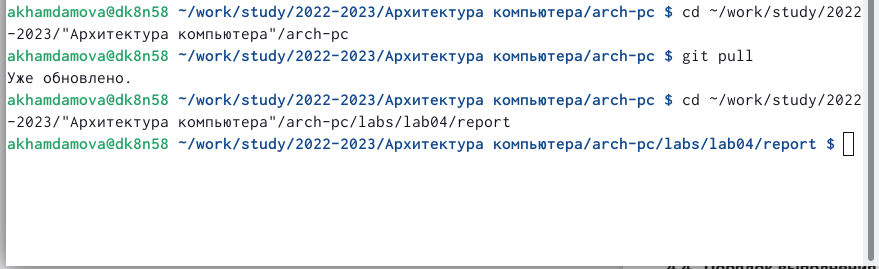 akhamdamova@dk8n58 ~/work/study/2022-2023/Архитектура компьютера/arch-pc $ cd ~/work/study/2022
-2023/"Архитектура компьютера"/arch-pc
akhamdamova@dk8n58 ~/work/study/2022-2023/Архитектура компьютера/arch-pc $ git pull
Уже обновлено.
akhamdamova@dk8n58 ~/work/study/2022-2023/Архитектура компьютера/arch-pc $ cd ~/work/study/2022
-2023/"Архитектура компьютера"/arch-pc/labs/lab04/report
akhamdamova@dk8n58 ~/work/study/2022-2023/Архитектура компьютера/arch-pc/labs/lab04/report $